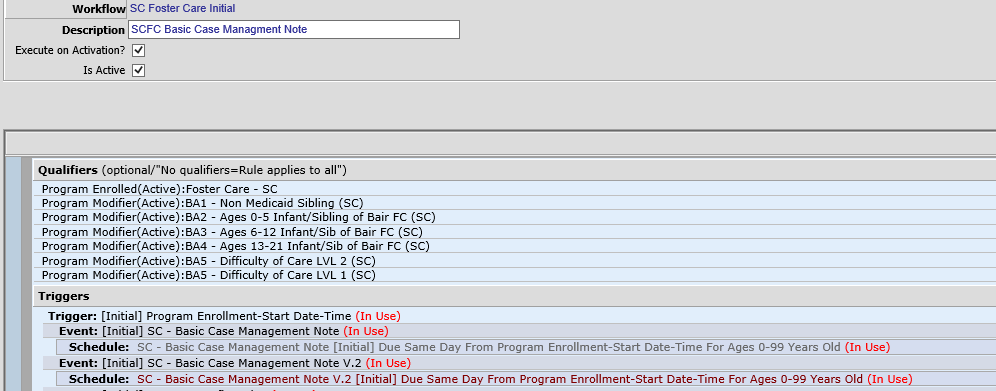 Workflow SC Foster Care Initial
Description SCFC Basic Case Managment Note
Execute on Activation?
Is Active
Qualifiers (optional/"No qualifiers=Rule applies to all")
Program Enrolled(Active):Foster Care - SC
Program Modifier(Active):BA1 - Non Medicaid Sibling (SC)
Program Modifier(Active):BA2 - Ages 0-5 Infant/Sibling of Bair FC (SC)
Program Modifier(Active):BA3 - Ages 6-12 Infant/Sib of Bair FC (SC)
Program Modifier(Active):BA4 - Ages 13-21 Infant/Sib of Bair FC (SC)
Program Modifier(Active):BA5 - Difficulty of Care LVL 2 (SC)
Program Modifier(Active):BA5 - Difficulty of Care LVL 1 (SC)
Triggers
Trigger: [Initial] Program Enrollment-Start Date-Time (In Use)
Event: [Initial] SC - Basic Case Management Note (In Use)
Schedule: SC - Basic Case Management Note [Initial] Due Same Day From Program Enrollment-Start Date-Time For Ages 0-99 Years Old (In Use)
Event: [Initial] SC - Basic Case Management Note V.2 (In Use)
Schedule: SC - Basic Case Management Note V.2 [Initial] Due Same Day From Program Enrollment-Start Date-Time For Ages 0-99 Years Old (In Use)